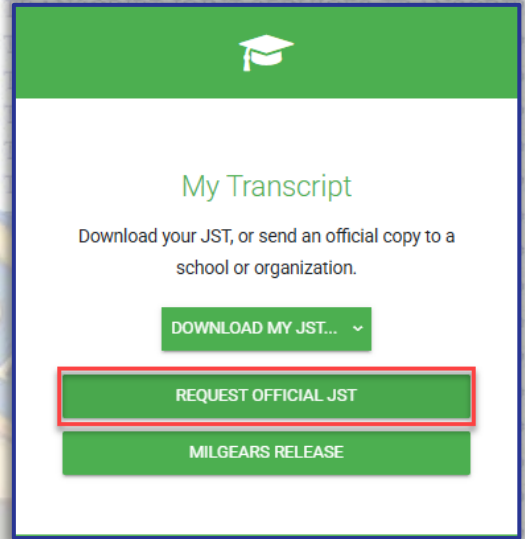 My Transcript
Download your JST, or send an official copy to a
school or organization.
DOWNLOAD MY JST...
REQUEST OFFICIAL JST
MILGEARS RELEASE